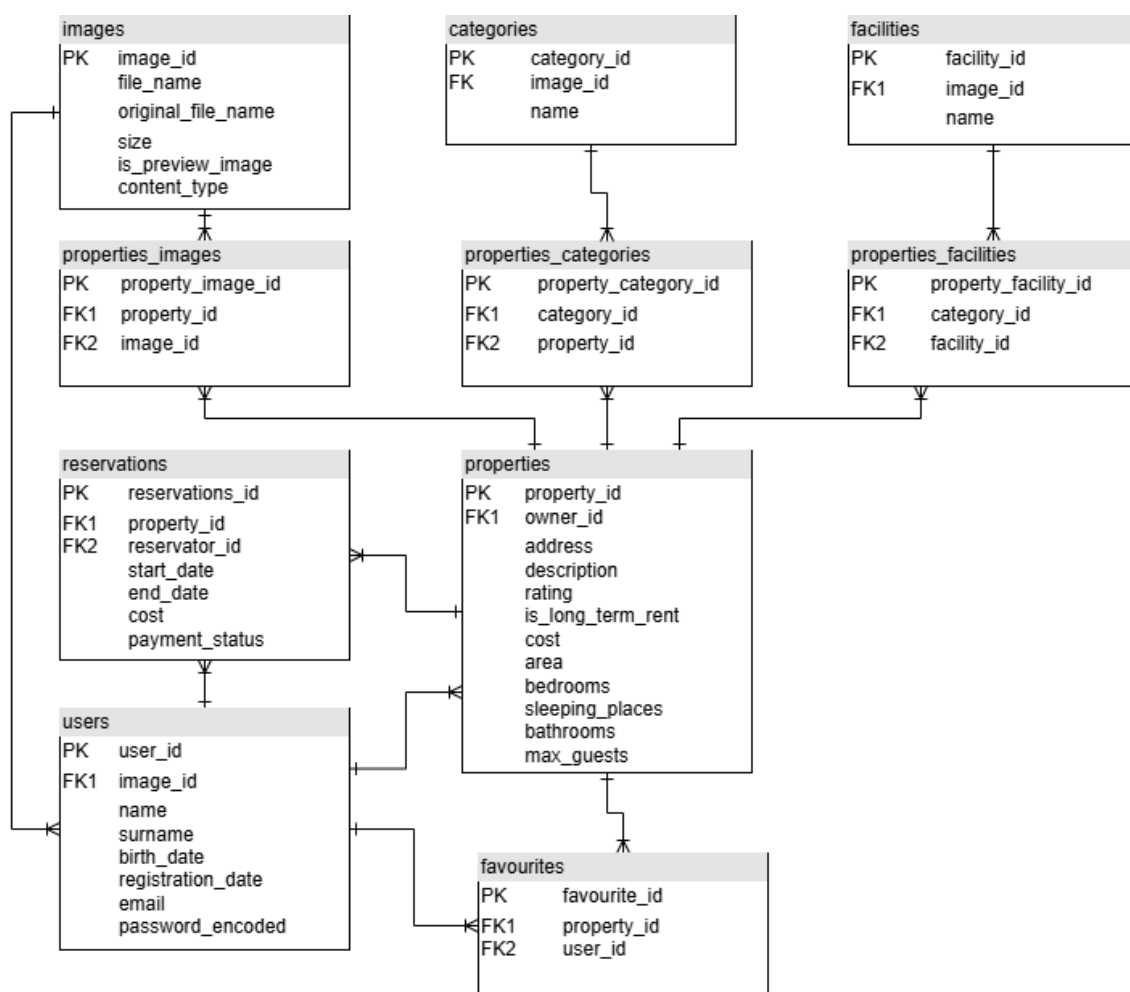 images
PK image_id
file_name
original_file_name
size
is_preview_image
content_type
categories
PK category_id
FK image_id
name
facilities
PK facility_id
FK1 image_id
name
properties_images
PK property_image_id
FK1 property_id
FK2 image_id
properties_categories
PK property_category_id
FK1 category_id
FK2 property_id
properties_facilities
PK property_facility_id
FK1 category_id
FK2 facility_id
reservations
PK reservations_id
FK1 property_id
FK2 reservator_id
start_date
end_date
cost
payment_status
properties
PK property_id
FK1 owner_id
address
description
rating
is_long_term_rent
cost
area
bedrooms
sleeping_places
bathrooms
max_guests
users
PK user_id
FK1 image_id
name
surname
birth_date
registration_date
email
password_encoded
favourites
PK favourite_id
FK1 property_id
FK2 user_id